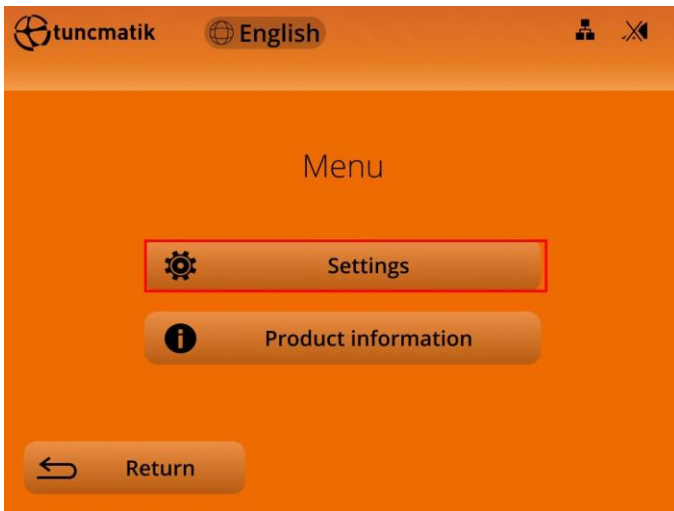 tuncmatik
English
Menu
Settings
Product information
Return